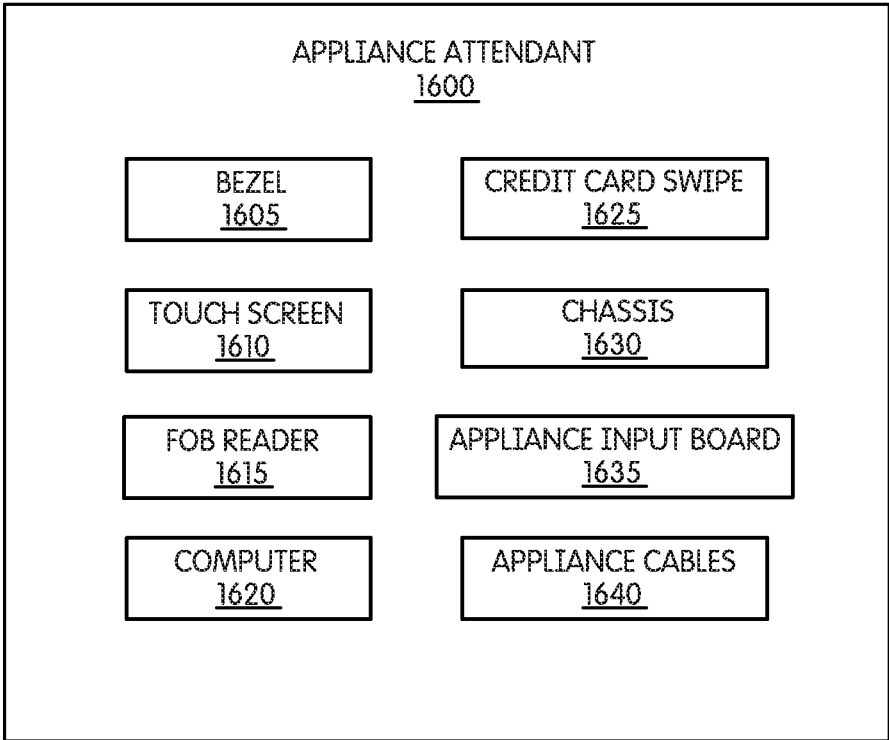 APPLIANCE ATTENDANT
1600
BEZEL
1605
CREDIT CARD SWIPE
1625
TOUCH SCREEN
1610
CHASSIS
1630
FOB READER
1615
APPLIANCE INPUT BOARD
1635
COMPUTER
1620
APPLIANCE CABLES
1640